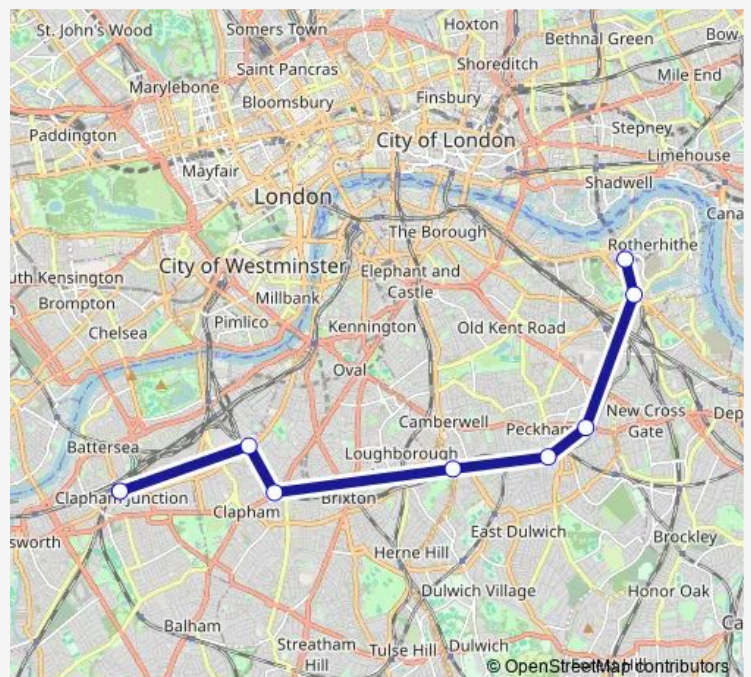 St. John's Wood
Somers Town
Hoxton
Bethnal Green
Bow
Saint Pancras
Shoreditch
Mile End
Marylebone
Bloomsbury
Finsbury
Paddington
City of London
Stepney
Limehouse
Mayfair
London
Shadwell
Cana
The Borough
Rotherhithe
uth Kensington
City of Westminster
Elephant and
Castle
Brompton
Millbank
Chelsea
Pimlico
Kennington
Old Kent Road
Oval
Camberwell
New Cross
Gate
Dep
Peckham
Battersea
Loughborough
Clapham Junction
Clapham
Brixton
sworth
East Dulwich
Brockley
Herne Hill
Dulwich Village
Honor Oak
Balham
Ca
Streatham
Hill
Tulse Hill
Dulwich
© OpenStreetMap contributors